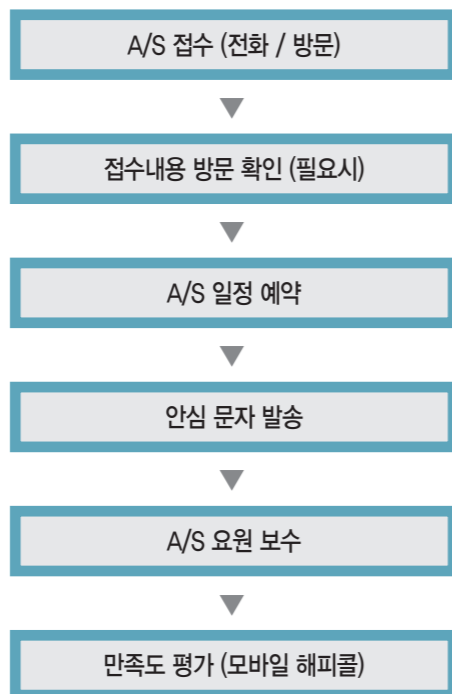 A/S 접수 (전화 / 방문)
접수내용 방문 확인 (필요시)
A/S 일정 예약
안심 문자 발송
A/S 요원 보수
만족도 평가 (모바일 해피콜)